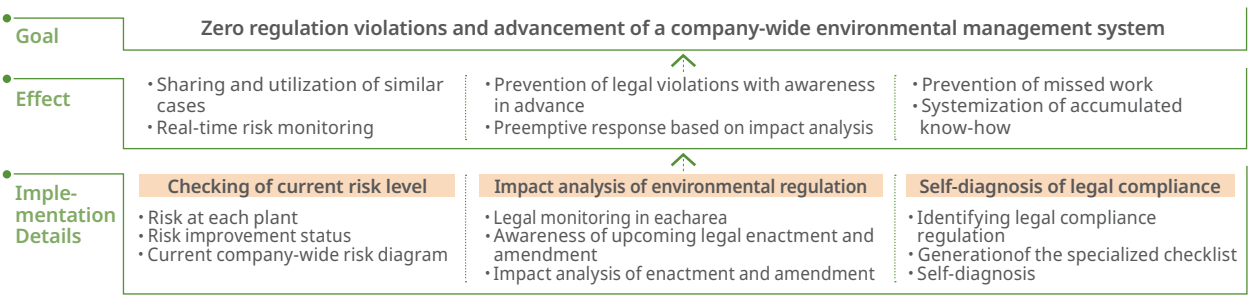 Goal
Zero regulation violations and advancement of a company-wide environmental management system
Effect
• Sharing and utilization of similar
cases
• Real-time risk monitoring
• Prevention of legal violations with awareness
in advance
• Preemptive response based on impact analysis
• Prevention of missed work
• Systemization of accumulated
know-how
Imple-
mentation
Details
Checking of current risk level
• Risk at each plant
• Risk improvement status
• Current company-wide risk diagram
Impact analysis of environmental regulation
• Legal monitoring in eacharea
• Awareness of upcoming legal enactment and
amendment
• Impact analysis of enactment and amendment
Self-diagnosis of legal compliance
• Identifying legal compliance
regulation
• Generationof the specialized checklist
• Self-diagnosis